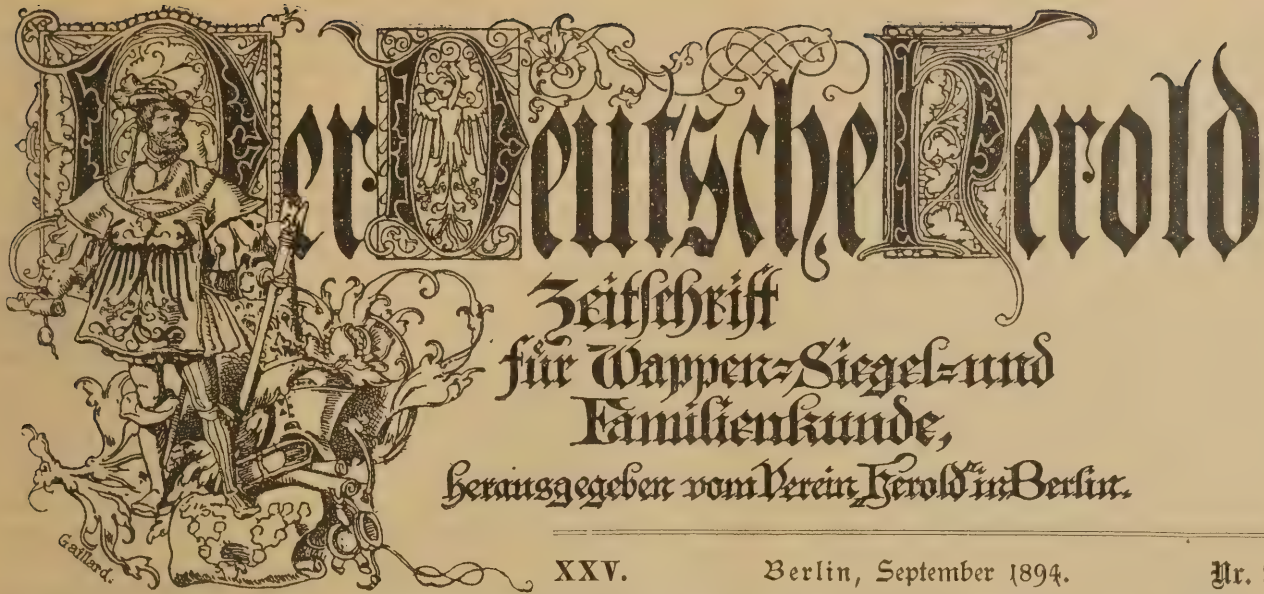 Der Deutsche Herold
Zeitschrift
für Wappen-Siegel- und
Familienkunde,
herausgegeben vom Verein „Herold" in Berlin.
Gaillard.
XXV. Berlin, September 1894. Nr.